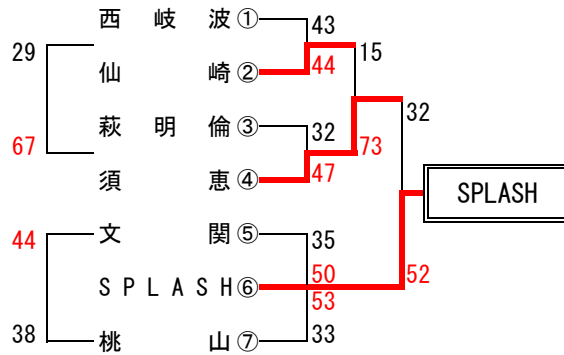 西岐波① 43
29 15
仙崎② 44
萩明倫③ 32 32
67 73
須恵④ 47
SPLASH
44 文関⑤ 35
SPLASH⑥ 50 52
53
38 桃山⑦ 33